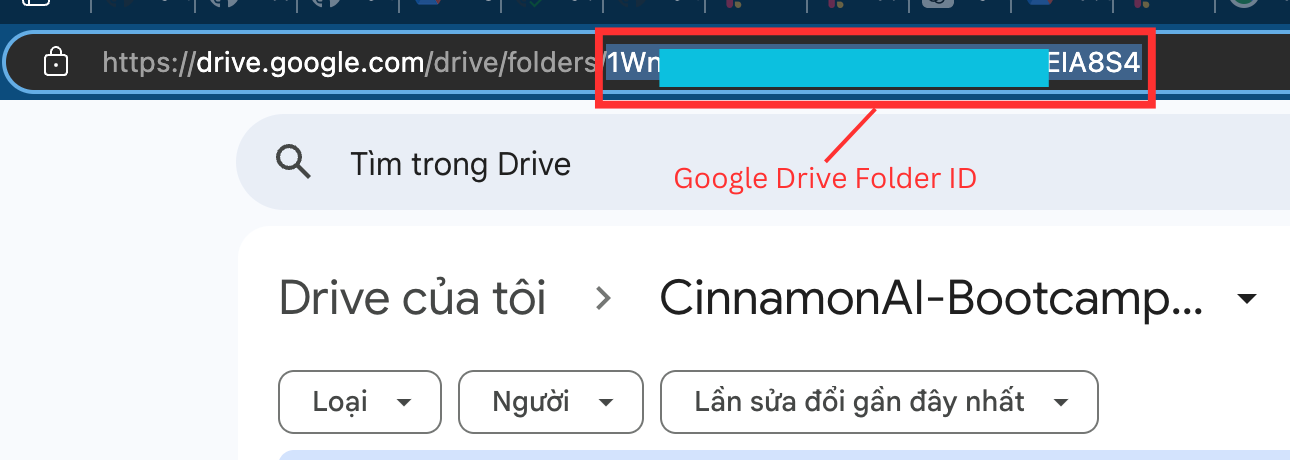 https://drive.google.com/drive/folders/1Wn EIA8S4
Tìm trong Drive
Google Drive Folder ID
Drive của tôi > CinnamonAI-Bootcamp...
Loại
Người
Lần sửa đổi gần đây nhất